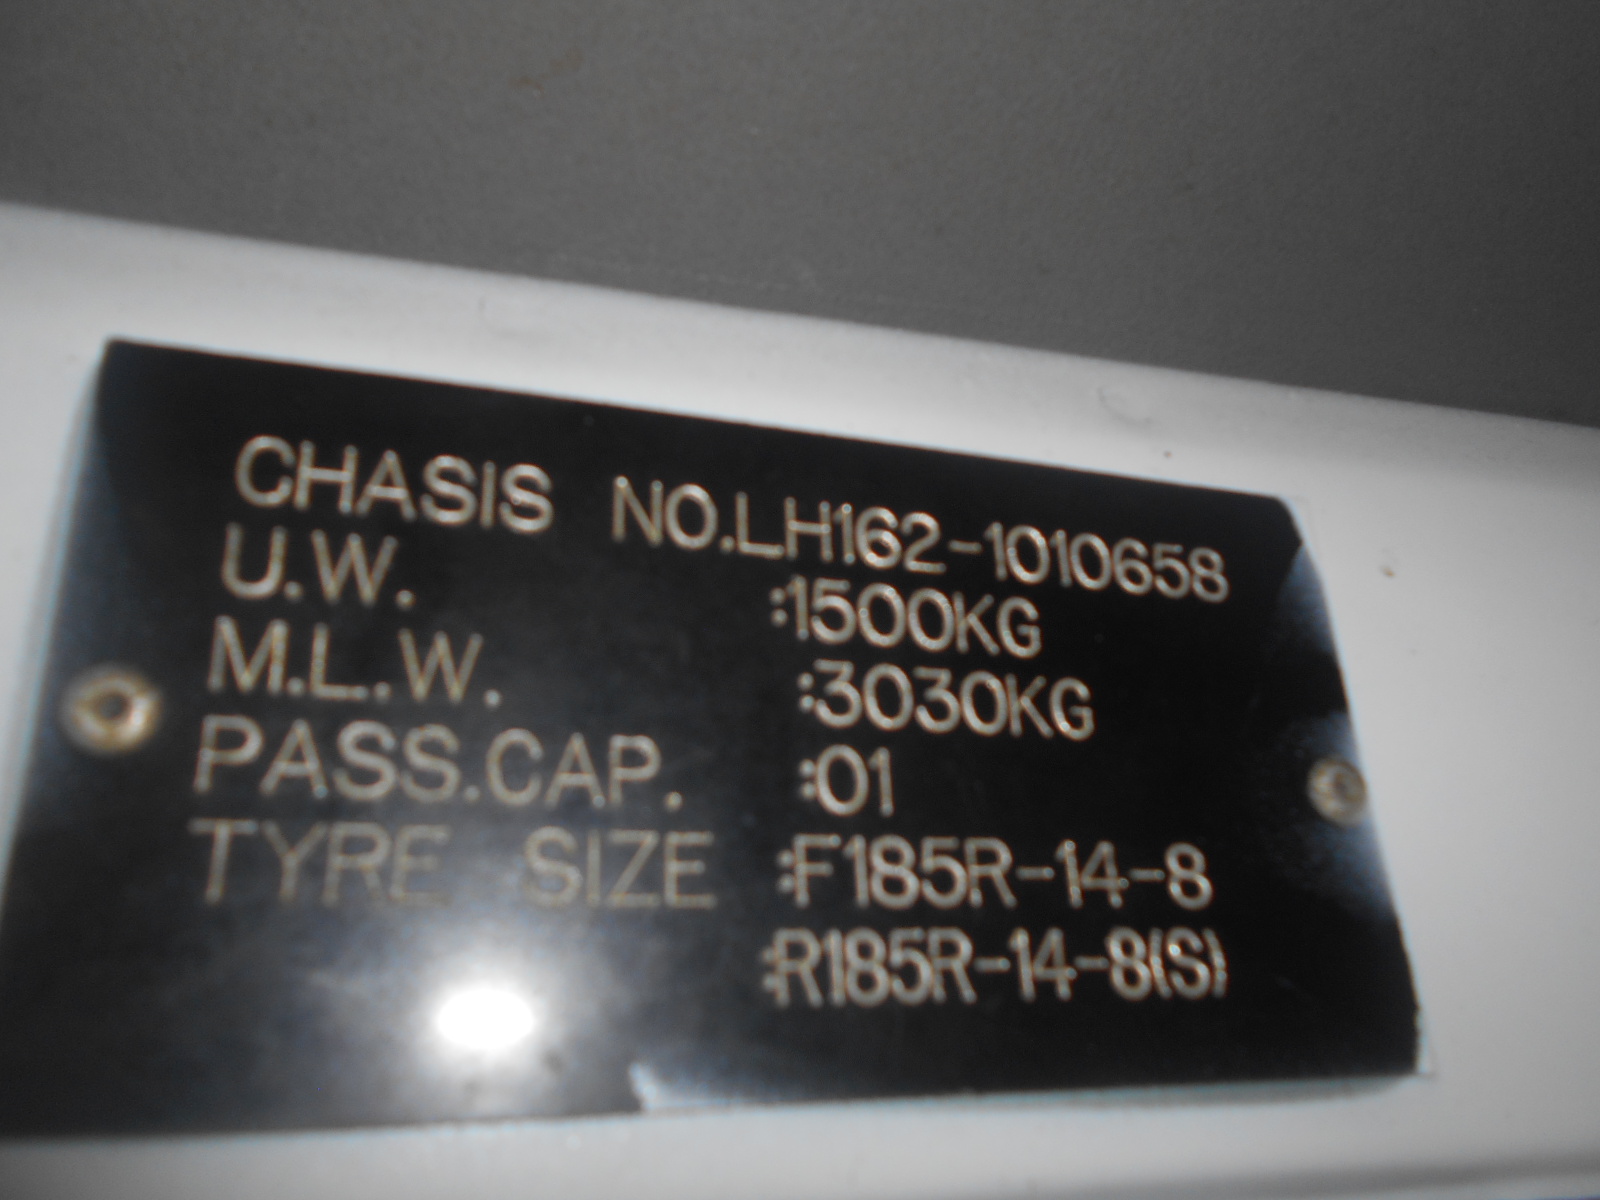 CHASIS NO.LH162-1010658
U.W. :1500KG
M.L.W. :3030KG
PASS.CAP. :01
TYRE SIZE :F185R-14-8
:R185R-14-8(S)